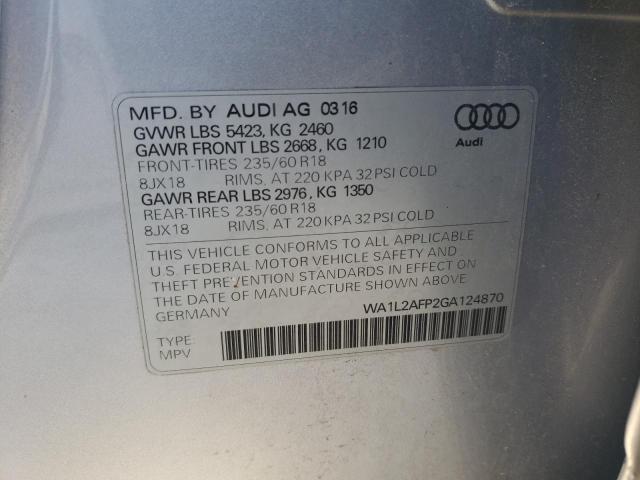 MFD. BY AUDI AG 0316
GVWR LBS 5423, KG 2460
GAWR FRONT LBS 2668, KG 1210
FRONT-TIRES 235/60 R18
8JX18 RIMS, AT 220 KPA 32 PSI COLD
GAWR REAR LBS 2976, KG 1350
REAR-TIRES 235/60 R18
8JX18 RIMS, AT 220 KPA 32 PSI COLD
Audi
THIS VEHICLE CONFORMS TO ALL APPLICABLE
U.S. FEDERAL MOTOR VEHICLE SAFETY AND
THEFT PREVENTION STANDARDS IN EFFECT ON
THE DATE OF MANUFACTURE SHOWN ABOVE.
GERMANY
WA1L2AFP2GA124870
TYPE:
MPV